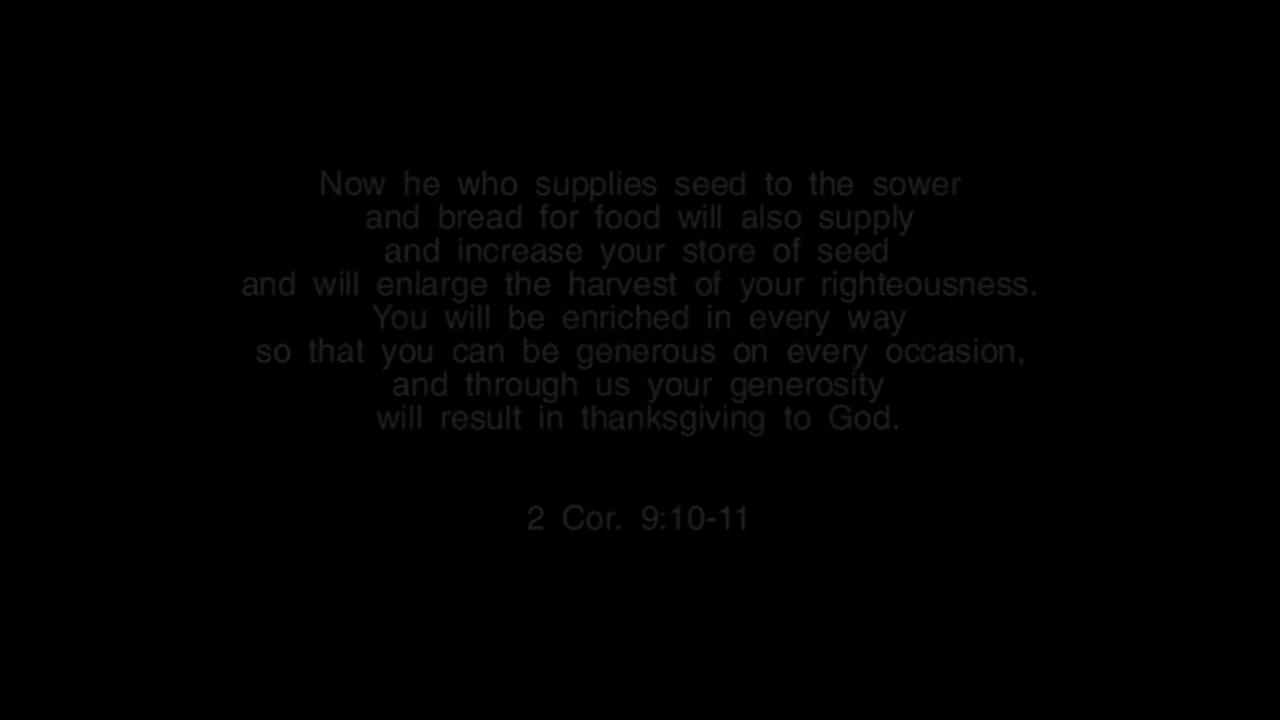 Now he who supplies seed to the sower
and bread for food will also supply
and increase your store of seed
and will enlarge the harvest of your righteousness.
You will be enriched in every way
so that you can be generous on every occasion,
and through us your generosity
will result in thanksgiving to God.
2 Cor. 9:10-11